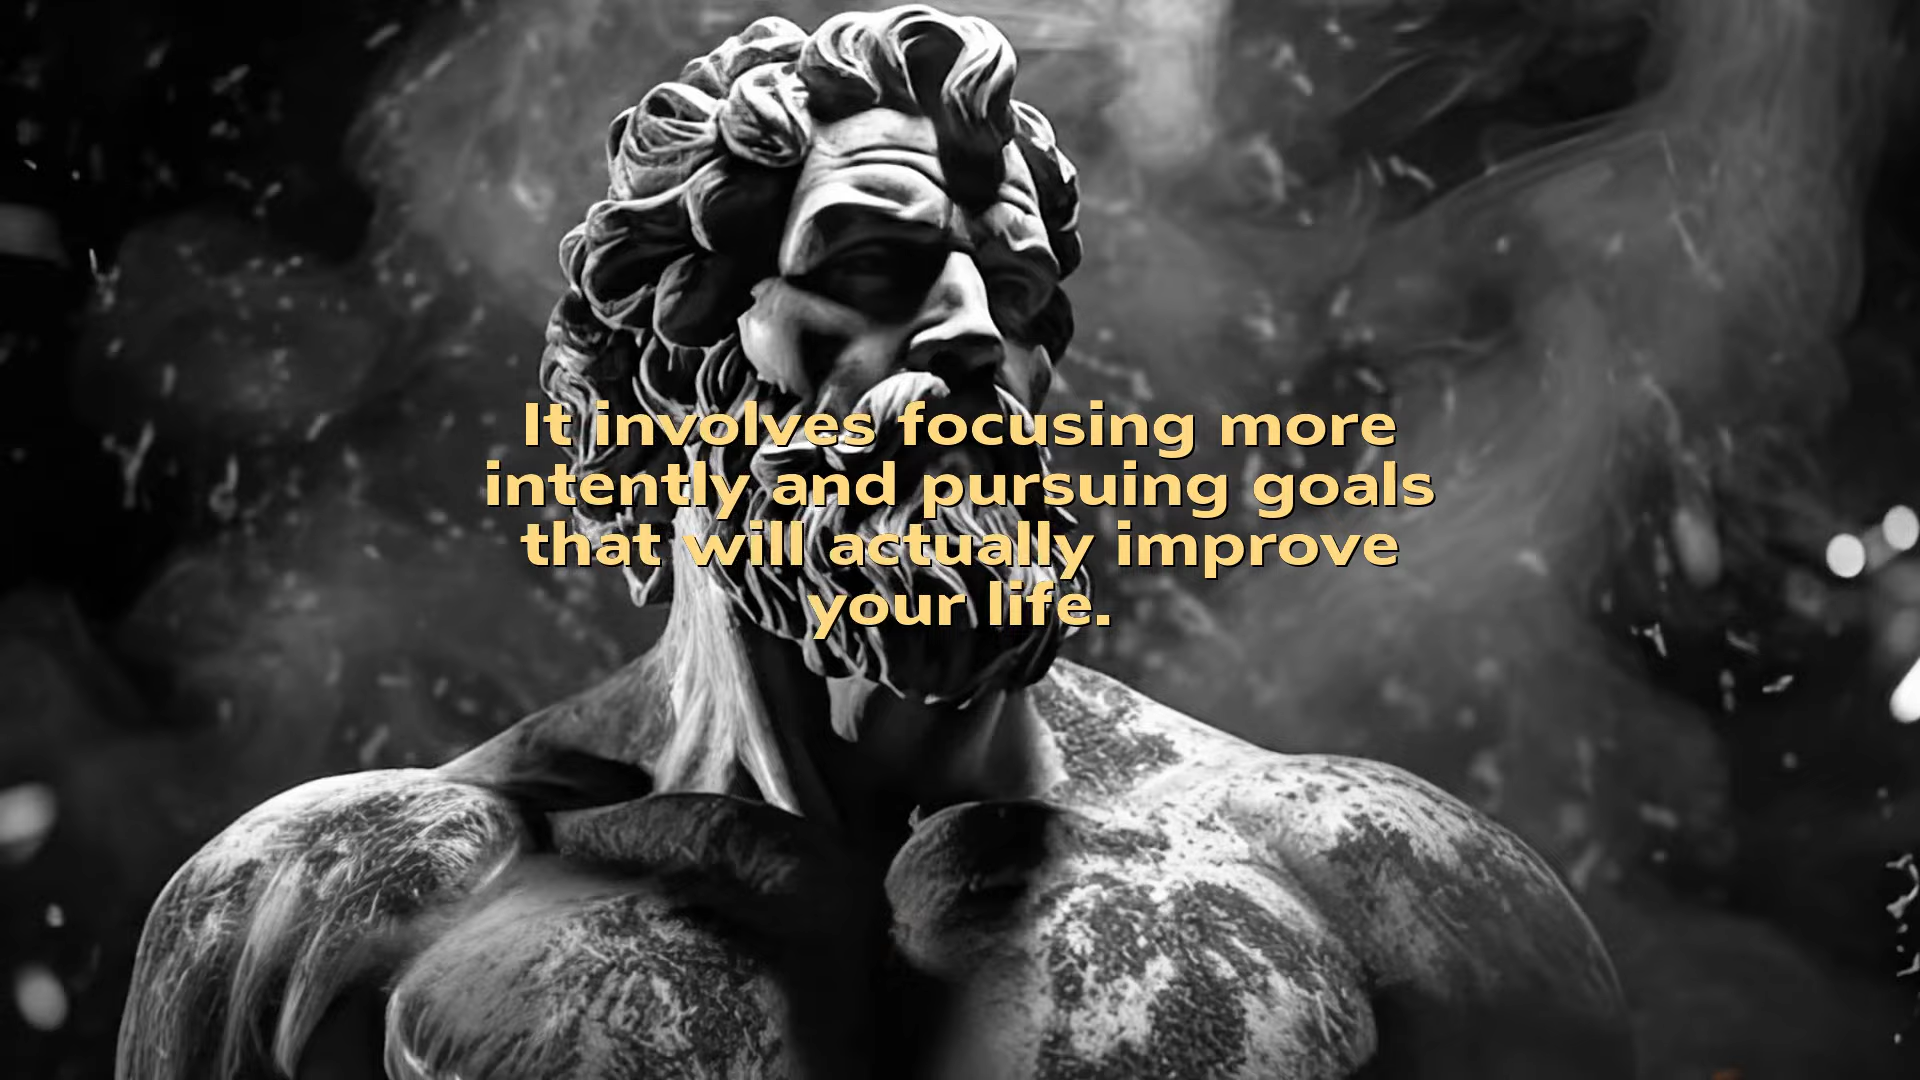 It involves focusing more
intently and pursuing goals
that will actually improve
your life.